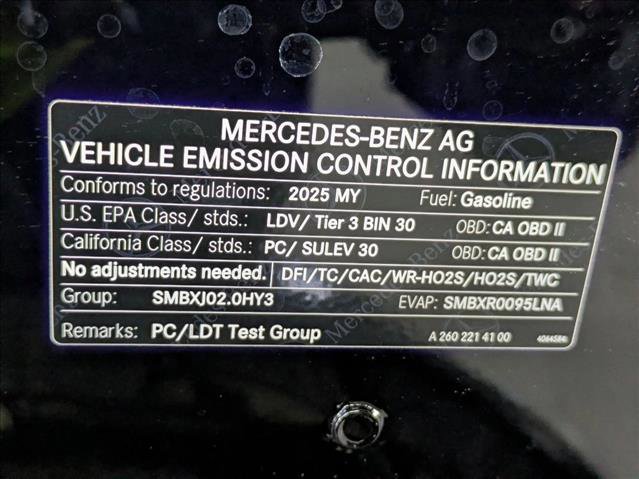 MERCEDES-BENZ AG
VEHICLE EMISSION CONTROL INFORMATION
Conforms to regulations: 2025 MY Fuel: Gasoline
U.S. EPA Class/ stds.: LDV/ Tier 3 BIN 30 OBD: CA OBD II
California Class/ stds.: PC/ SULEV 30 OBD: CA OBD II
No adjustments needed. DFI/TC/CAC/WR-HO2S/HO2S/TWC
Group: SMBXJ02.0HY3 EVAP: SMBXR0095LNA
Remarks: PC/LDT Test Group A 260 221 41 00
Mercedes-Benz